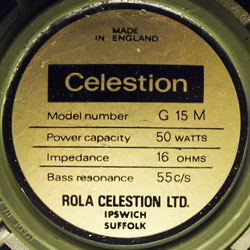 MADE
IN ENGLAND
Celestion
Model number G 15 M
Power capacity 50 WATTS
Impedance 16 OHMS
Bass resonance 55 C/S
ROLA CELESTION LTD.
IPSWICH
SUFFOLK